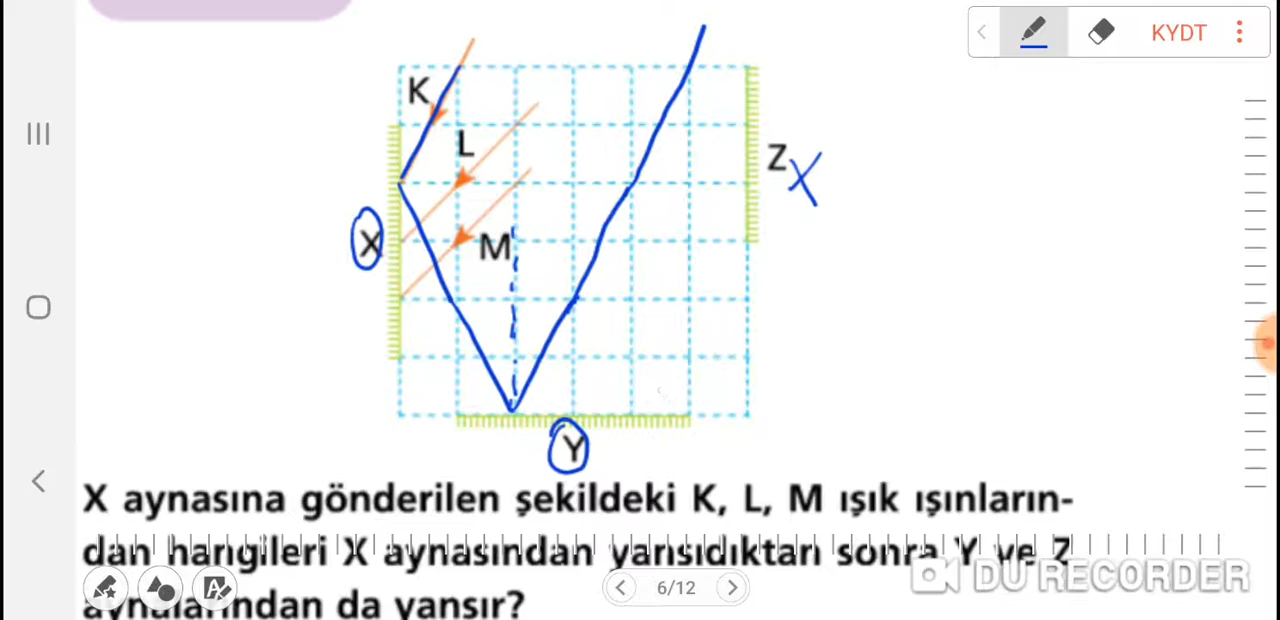 KYDT
K
L
Z X
X
M
Y
X aynasına gönderilen şekildeki K, L, M ışık ışınların-
dan hangileri X aynasından yansıdıktan sonra Y ve Z
6/12
DU RECORDER
aynalarından da yansır?